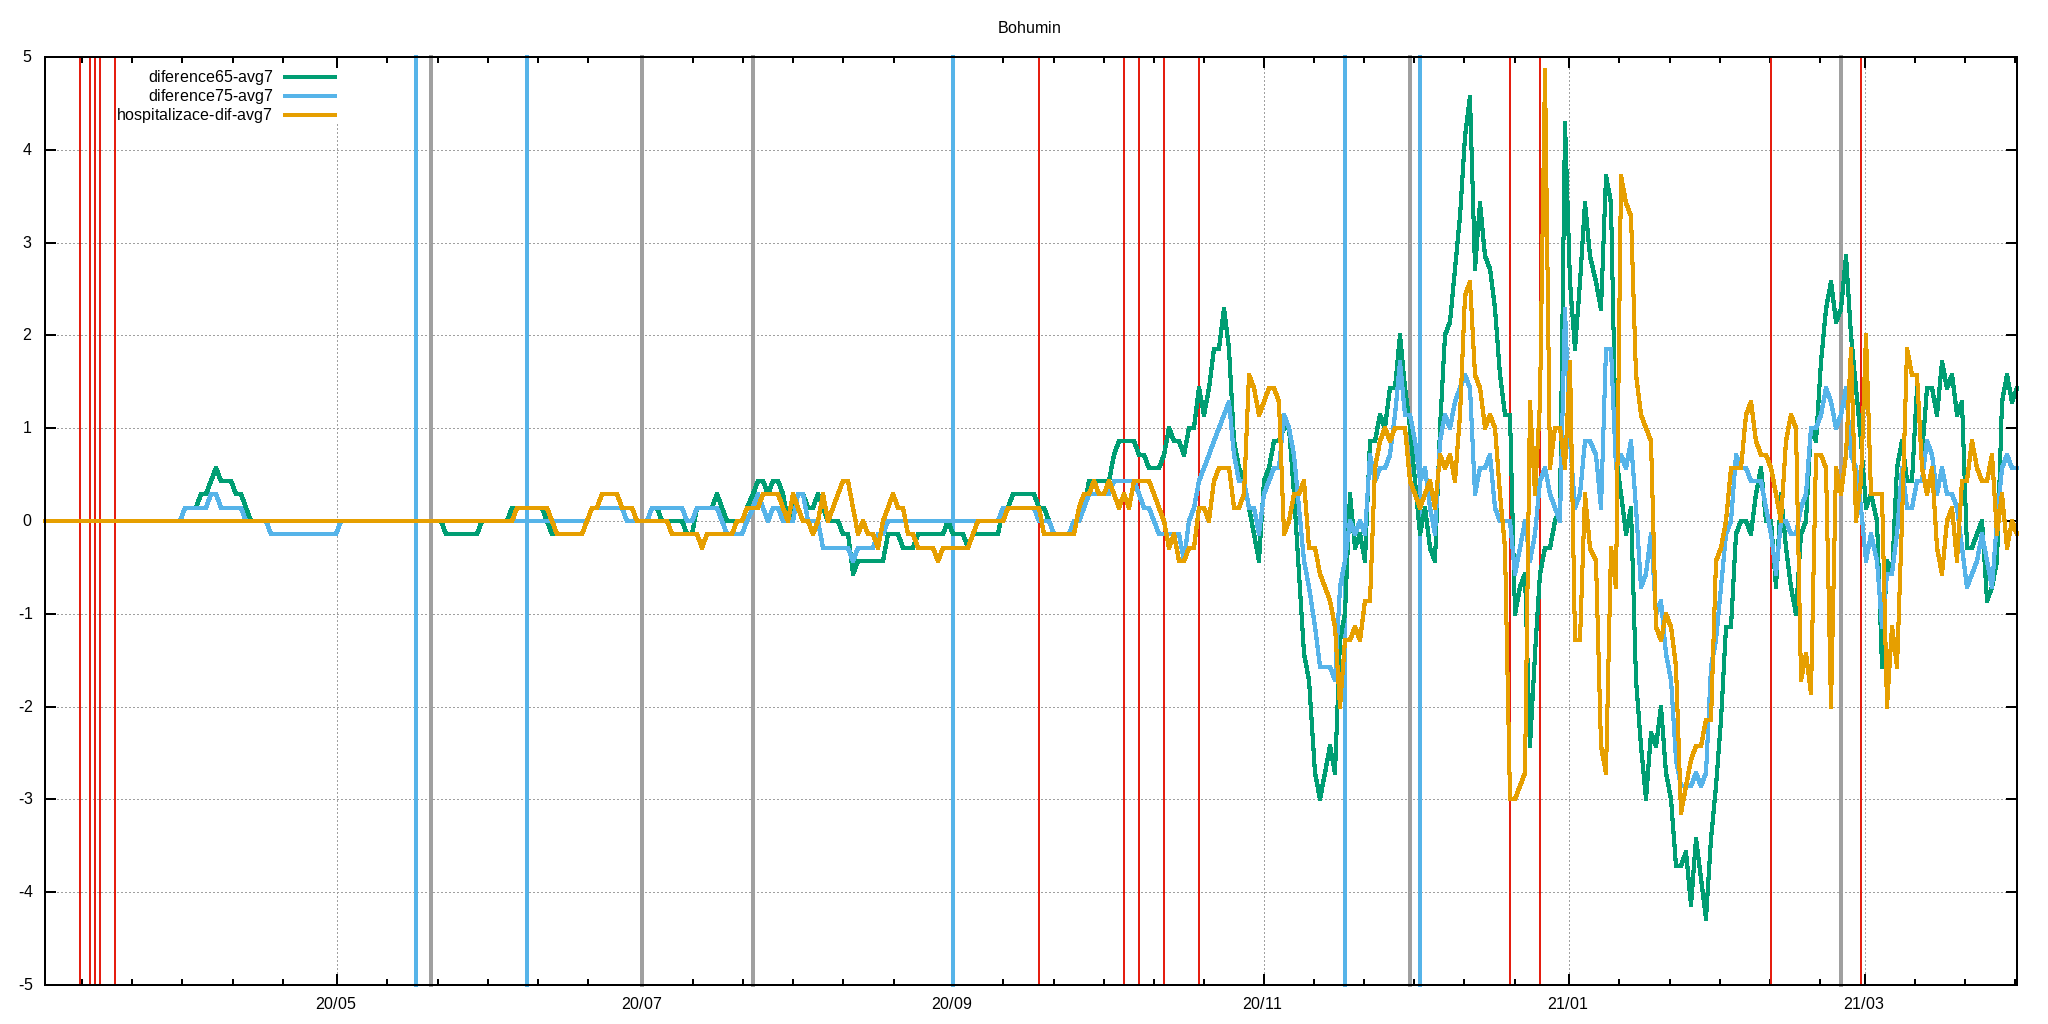 Bohumin
5
diference65-avg7
diference75-avg7
hospitalizace-dif-avg7
4
3
2
1
0
-1
-2
-3
-4
-5
20/05 20/07 20/09 20/11 21/01 21/03